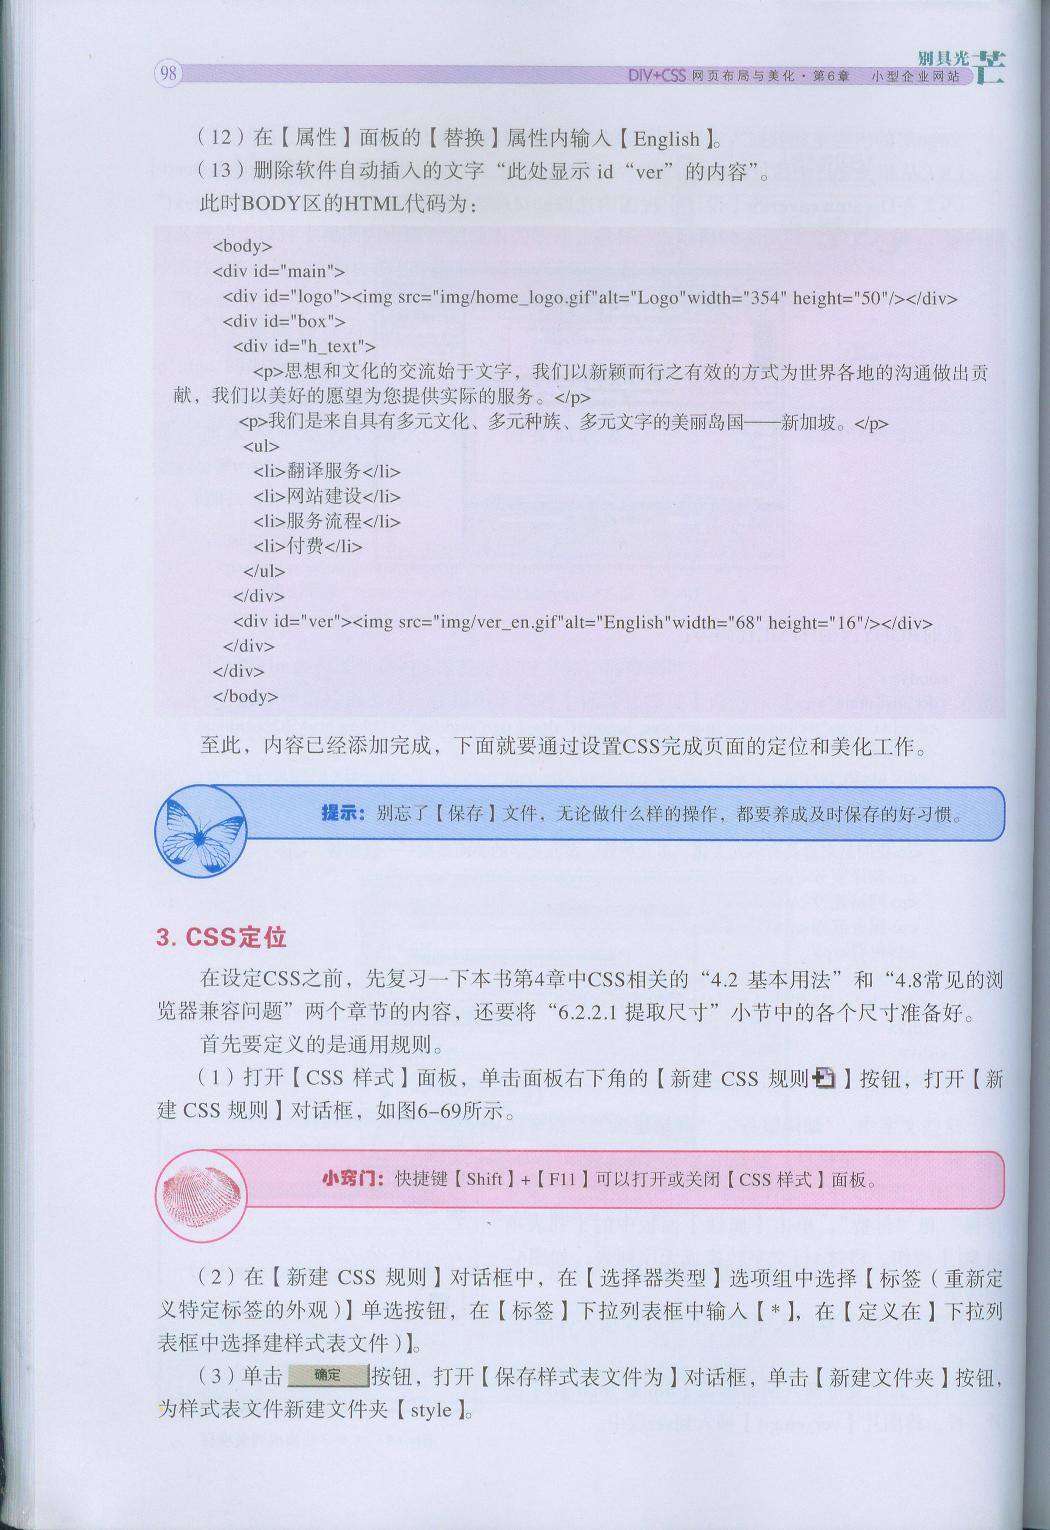 98
别具光芒
DIV+CSS 网页布局与美化·第6章 小型企业网站
（12）在【属性】面板的【替换】属性内输入【English】。
（13）删除软件自动插入的文字“此处显示 id“ver”的内容”。
此时BODY区的HTML代码为：
<body>
<div id="main">
<div id="logo"><img src="img/home_logo.gif"alt="Logo"width="354" height="50"/></div>
<div id="box">
<div id="h_text">
<p>思想和文化的交流始于文字，我们以新颖而行之有效的方式为世界各地的沟通做出贡
献，我们以美好的愿望为您提供实际的服务。</p>
<p>我们是来自具有多元文化、多元种族、多元文字的美丽岛国——新加坡。</p>
<ul>
<li>翻译服务</li>
<li>网站建设</li>
<li>服务流程</li>
<li>付费</li>
</ul>
</div>
<div id="ver"><img src="img/ver_en.gif"alt="English"width="68" height="16"/></div>
</div>
</div>
</body>
至此，内容已经添加完成，下面就要通过设置CSS完成页面的定位和美化工作。
提示：别忘了【保存】文件，无论做什么样的操作，都要养成及时保存的好习惯。
3. CSS定位
在设定CSS之前，先复习一下本书第4章中CSS相关的“4.2 基本用法”和“4.8常见的浏
览器兼容问题”两个章节的内容，还要将“6.2.2.1 提取尺寸”小节中的各个尺寸准备好。
首先要定义的是通用规则。
（1）打开【CSS 样式】面板，单击面板右下角的【新建 CSS 规则】按钮，打开【新
建 CSS 规则】对话框，如图6-69所示。
小窍门：快捷键【Shift】+【F11】可以打开或关闭【CSS 样式】面板。
（2）在【新建 CSS 规则】对话框中，在【选择器类型】选项组中选择【标签（重新定
义特定标签的外观）】单选按钮，在【标签】下拉列表框中输入【*】，在【定义在】下拉列
表框中选择建样式表文件）】。
（3）单击 确定 按钮，打开【保存样式表文件为】对话框，单击【新建文件夹】按钮，
为样式表文件新建文件夹【style】。